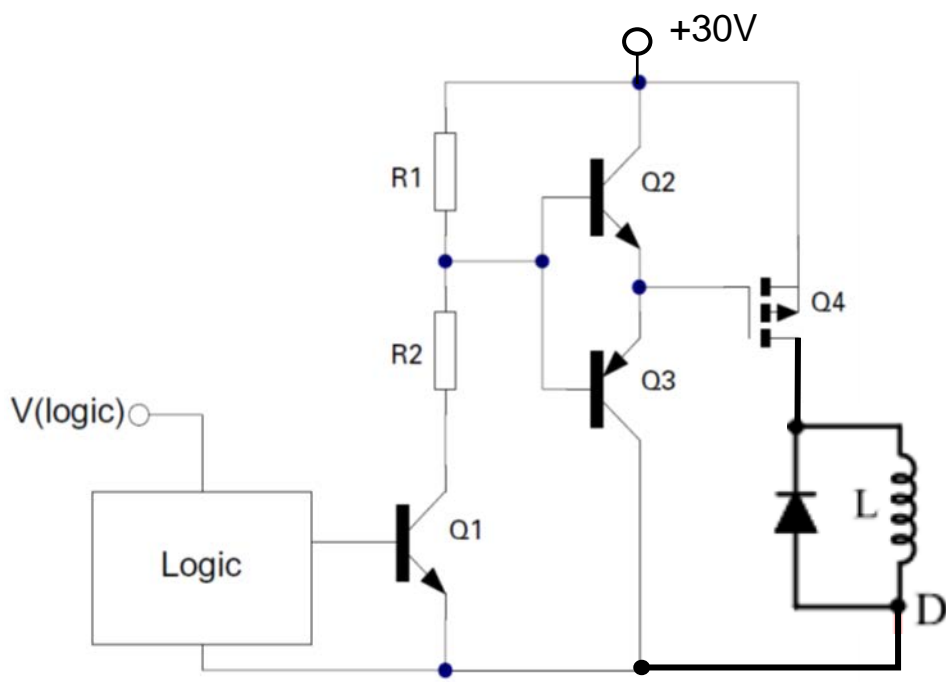 +30V
R1
Q2
Q4
R2
Q3
V(logic)
L
Q1
Logic
D